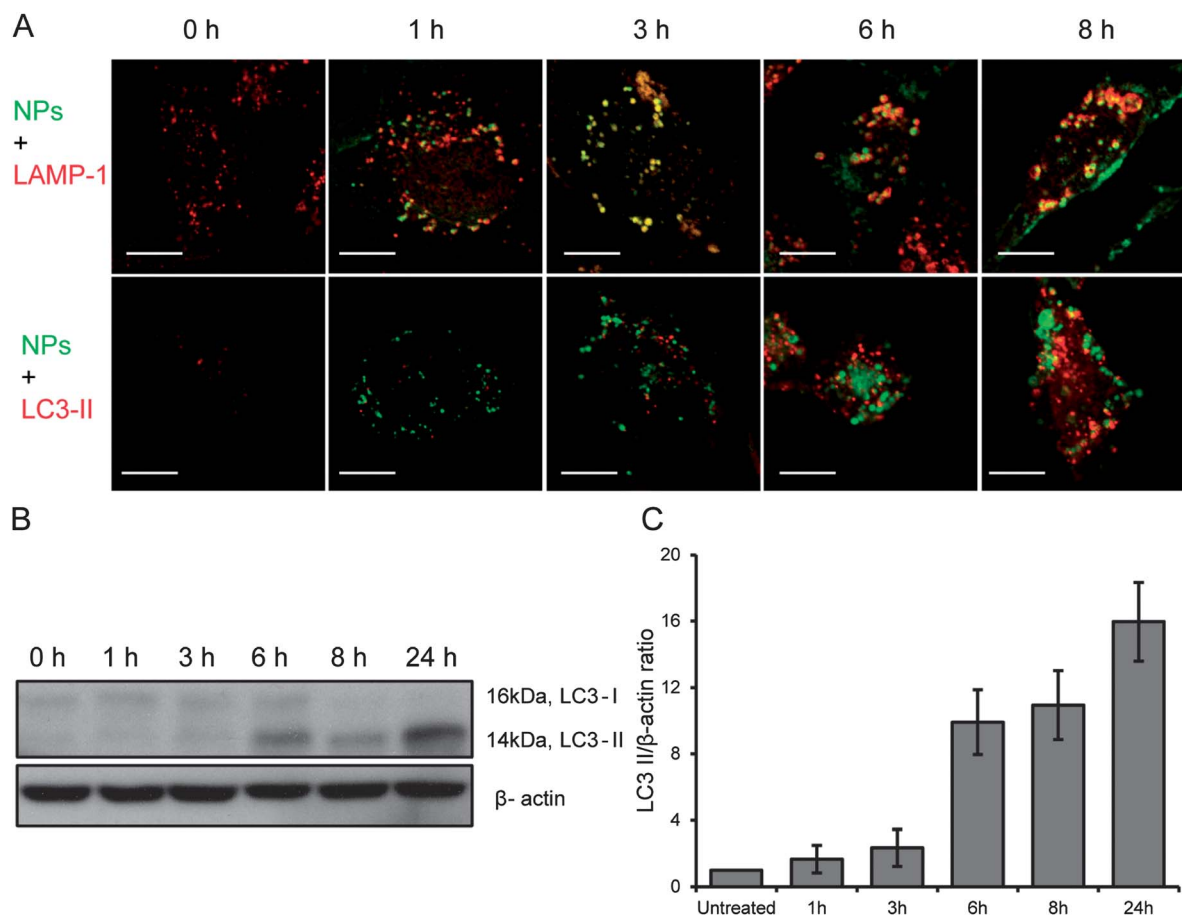 A
0 h 1 h 3 h 6 h 8 h
NPs
+
LAMP-1
NPs
+
LC3-II
B
0 h 1 h 3 h 6 h 8 h 24 h
16kDa, LC3-I
14kDa, LC3-II
β- actin
C
LC3 II/β-actin ratio
20
16
12
8
4
0
Untreated 1h 3h 6h 8h 24h